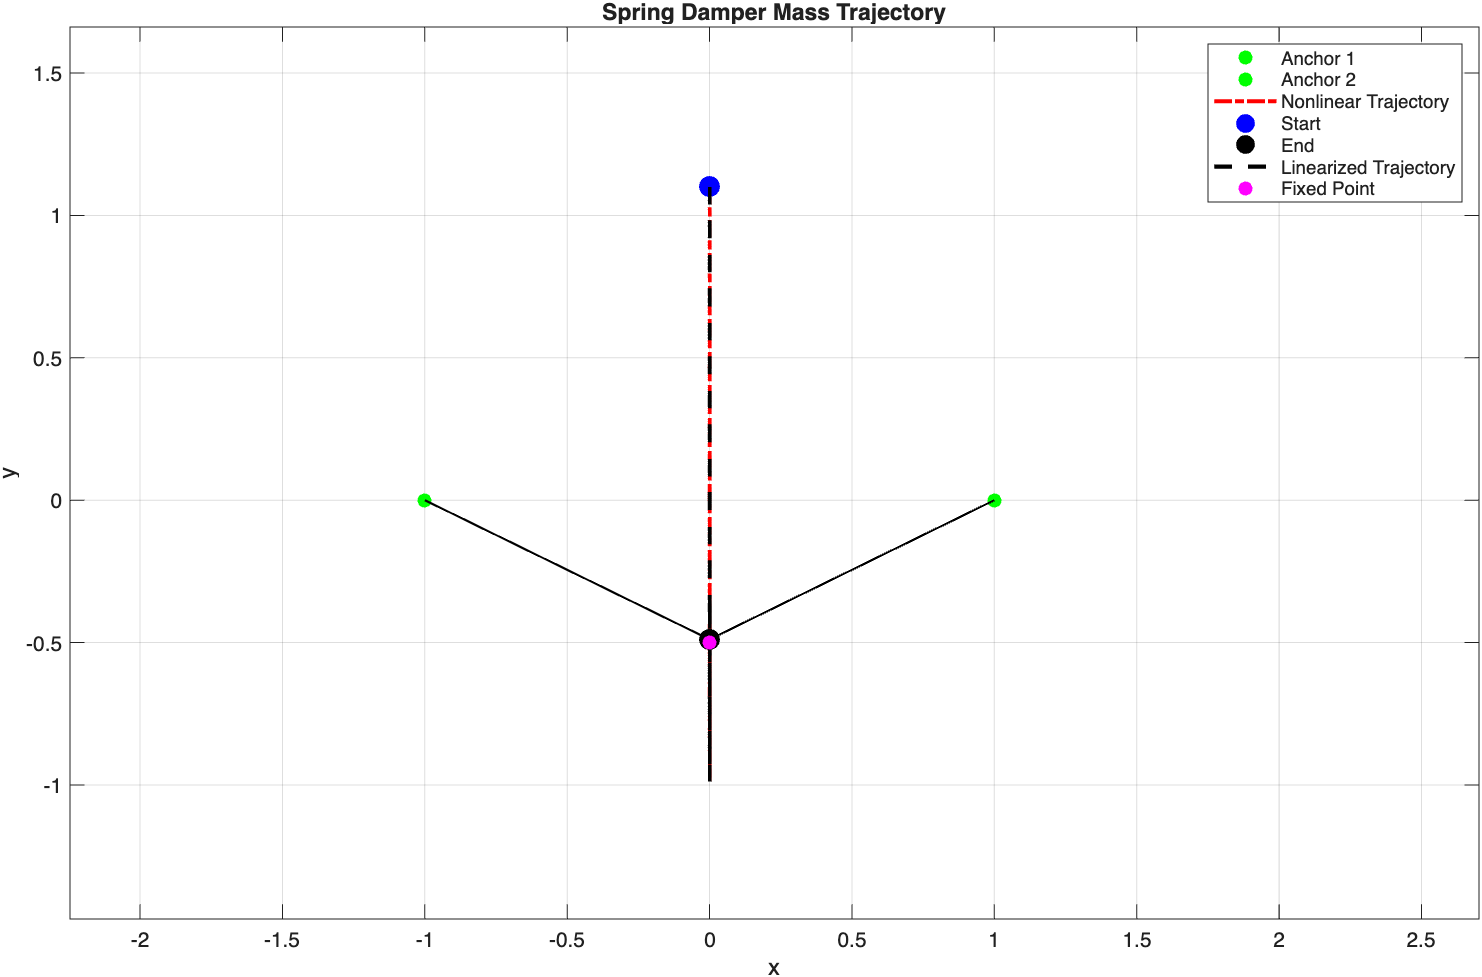 Spring Damper Mass Trajectory
Anchor 1
Anchor 2
Nonlinear Trajectory
Start
End
Linearized Trajectory
Fixed Point
1.5
1
0.5
0
-0.5
-1
y
-2 -1.5 -1 -0.5 0 0.5 1 1.5 2 2.5
x